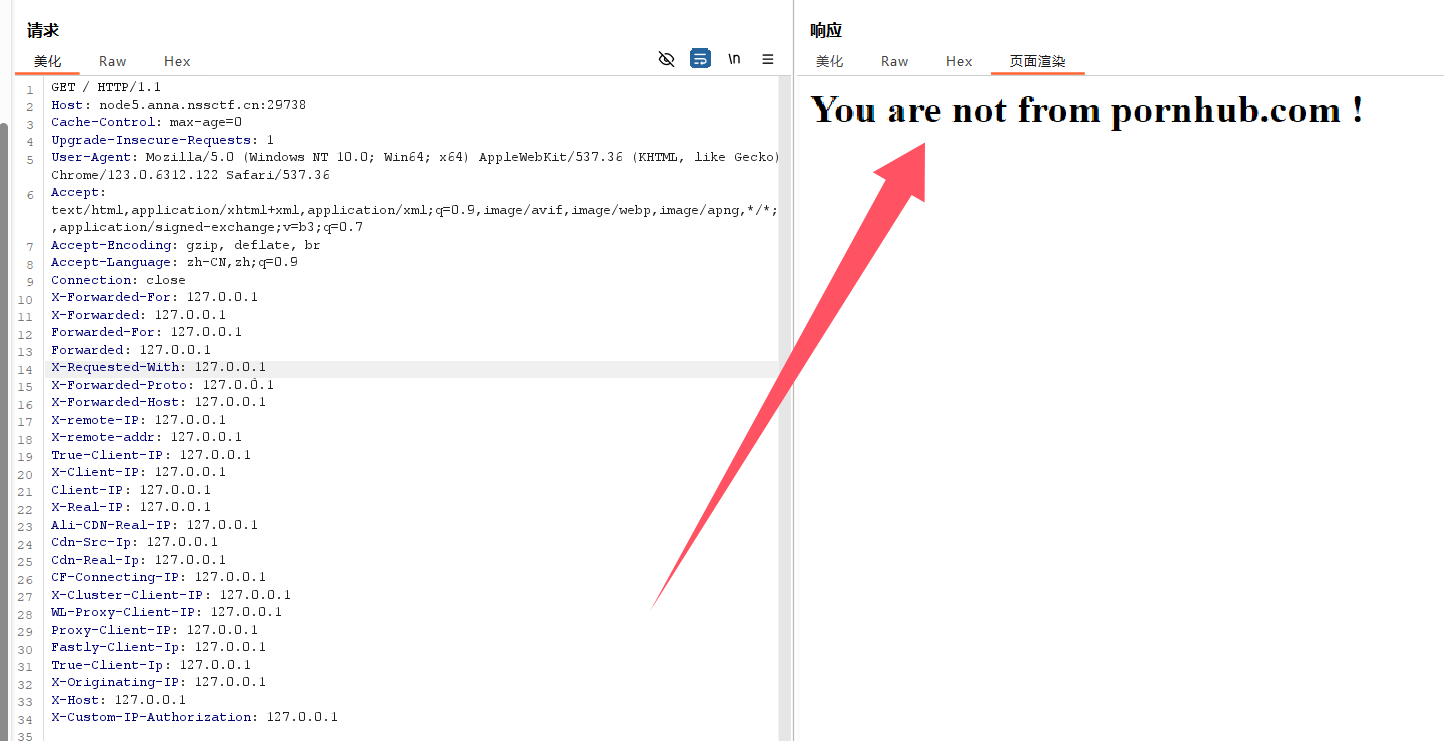 请求
美化 Raw Hex \n
1 GET / HTTP/1.1
2 Host: node5.anna.nssctf.cn:29738
3 Cache-Control: max-age=0
4 Upgrade-Insecure-Requests: 1
5 User-Agent: Mozilla/5.0 (Windows NT 10.0; Win64; x64) AppleWebKit/537.36 (KHTML, like Gecko)
Chrome/123.0.6312.122 Safari/537.36
6 Accept:
text/html,application/xhtml+xml,application/xml;q=0.9,image/avif,image/webp,image/apng,*/*;
,application/signed-exchange;v=b3;q=0.7
7 Accept-Encoding: gzip, deflate, br
8 Accept-Language: zh-CN,zh;q=0.9
9 Connection: close
10 X-Forwarded-For: 127.0.0.1
11 X-Forwarded: 127.0.0.1
12 Forwarded-For: 127.0.0.1
13 Forwarded: 127.0.0.1
14 X-Requested-With: 127.0.0.1
15 X-Forwarded-Proto: 127.0.0.1
16 X-Forwarded-Host: 127.0.0.1
17 X-remote-IP: 127.0.0.1
18 X-remote-addr: 127.0.0.1
19 True-Client-IP: 127.0.0.1
20 X-Client-IP: 127.0.0.1
21 Client-IP: 127.0.0.1
22 X-Real-IP: 127.0.0.1
23 Ali-CDN-Real-IP: 127.0.0.1
24 Cdn-Src-Ip: 127.0.0.1
25 Cdn-Real-Ip: 127.0.0.1
26 CF-Connecting-IP: 127.0.0.1
27 X-Cluster-Client-IP: 127.0.0.1
28 WL-Proxy-Client-IP: 127.0.0.1
29 Proxy-Client-IP: 127.0.0.1
30 Fastly-Client-Ip: 127.0.0.1
31 True-Client-Ip: 127.0.0.1
32 X-Originating-IP: 127.0.0.1
33 X-Host: 127.0.0.1
34 X-Custom-IP-Authorization: 127.0.0.1
35
响应
美化 Raw Hex 页面渲染
You are not from pornhub.com !